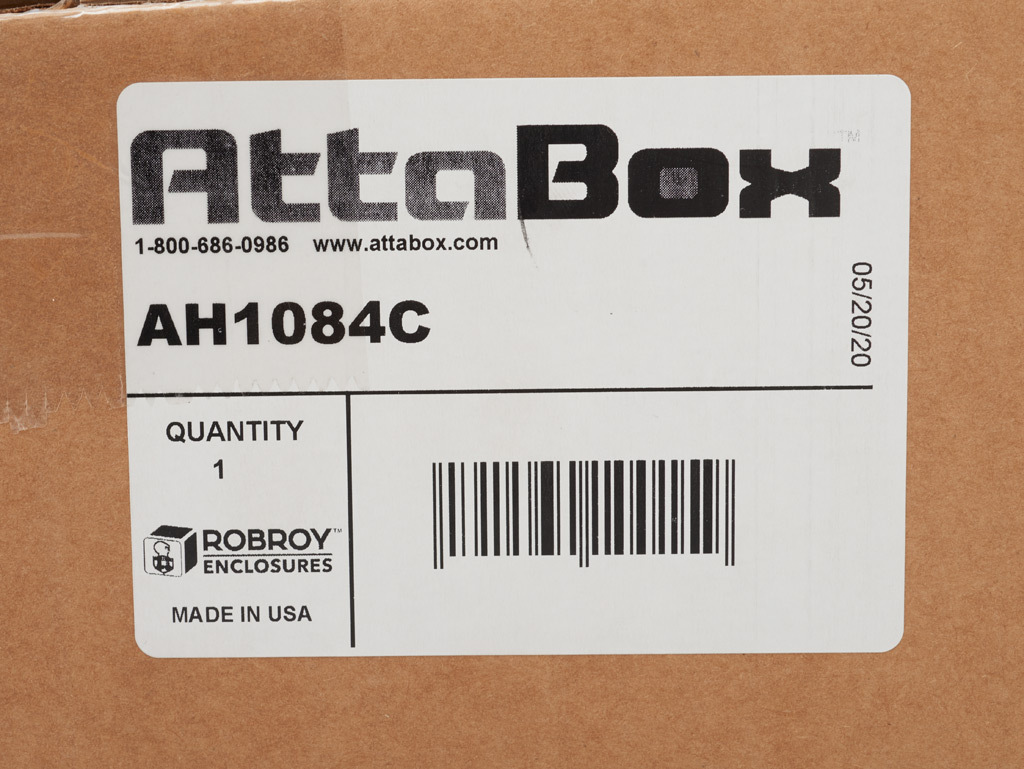 AttaBox™
1-800-686-0986 www.attabox.com
05/20/20
AH1084C
QUANTITY
1
ROBROY™
ENCLOSURES
MADE IN USA